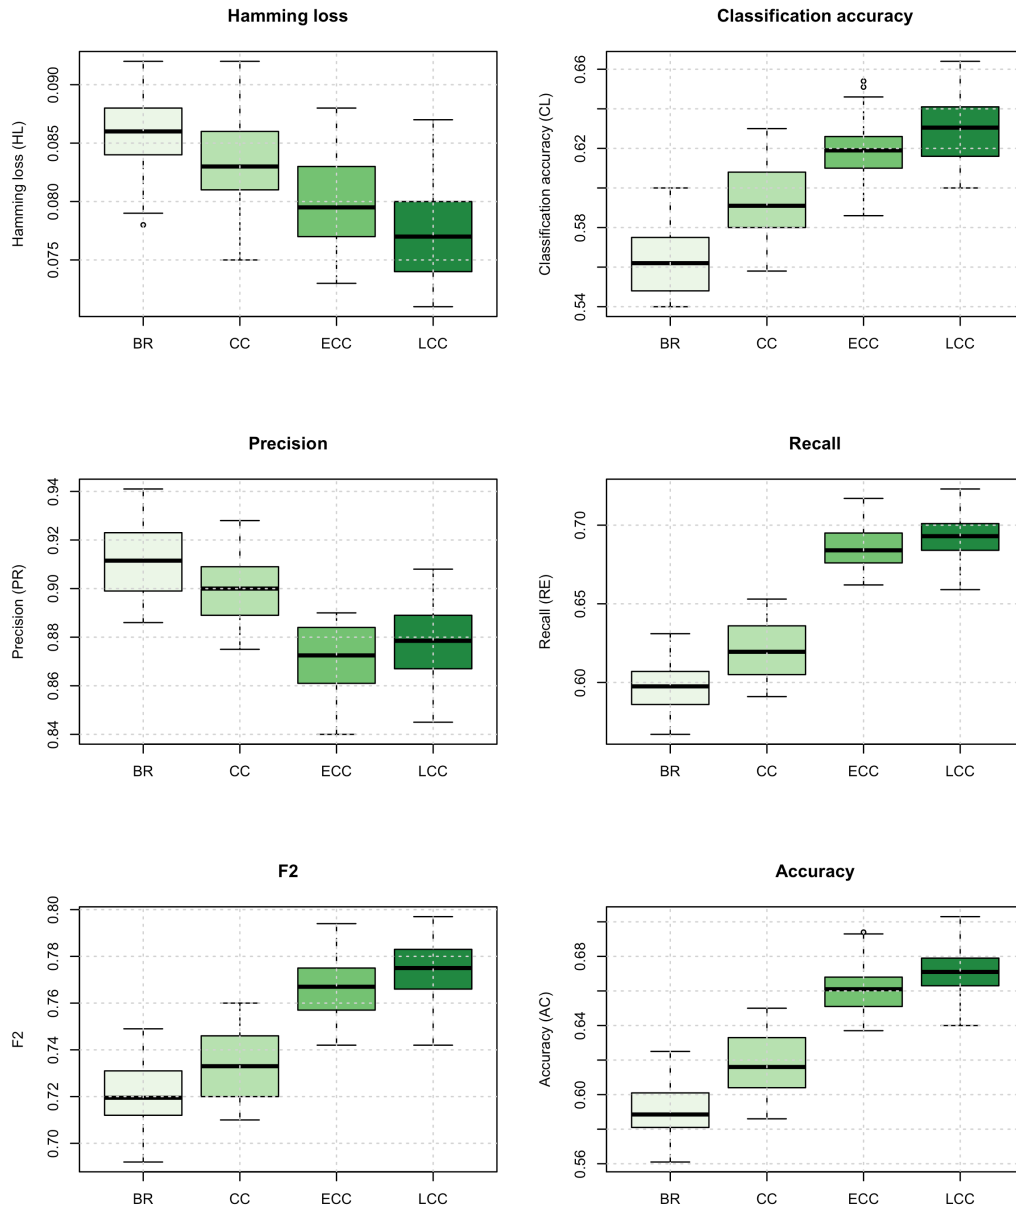 Hamming loss
Hamming loss (HL)
0.090
0.085
0.080
0.075
BR CC ECC LCC
Classification accuracy
Classification accuracy (CL)
0.66
0.62
0.58
0.54
BR CC ECC LCC
Precision
Precision (PR)
0.94
0.92
0.90
0.88
0.86
0.84
BR CC ECC LCC
Recall
Recall (RE)
0.70
0.65
0.60
BR CC ECC LCC
F2
F2
0.80
0.78
0.76
0.74
0.72
0.70
BR CC ECC LCC
Accuracy
Accuracy (AC)
0.68
0.64
0.60
0.56
BR CC ECC LCC